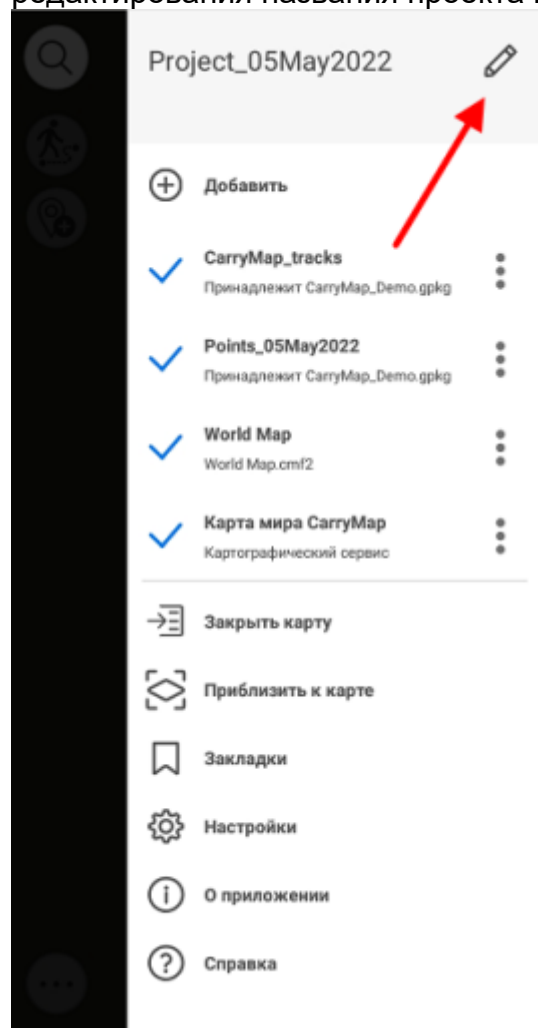 редактирования названия проекта
Project_05May2022
Добавить
CarryMap_tracks
Принадлежит CarryMap_Demo.gpkg
Points_05May2022
Принадлежит CarryMap_Demo.gpkg
World Map
World Map.cmf2
Карта мира CarryMap
Картографический сервис
Закрыть карту
Приблизить к карте
Закладки
Настройки
О приложении
Справка